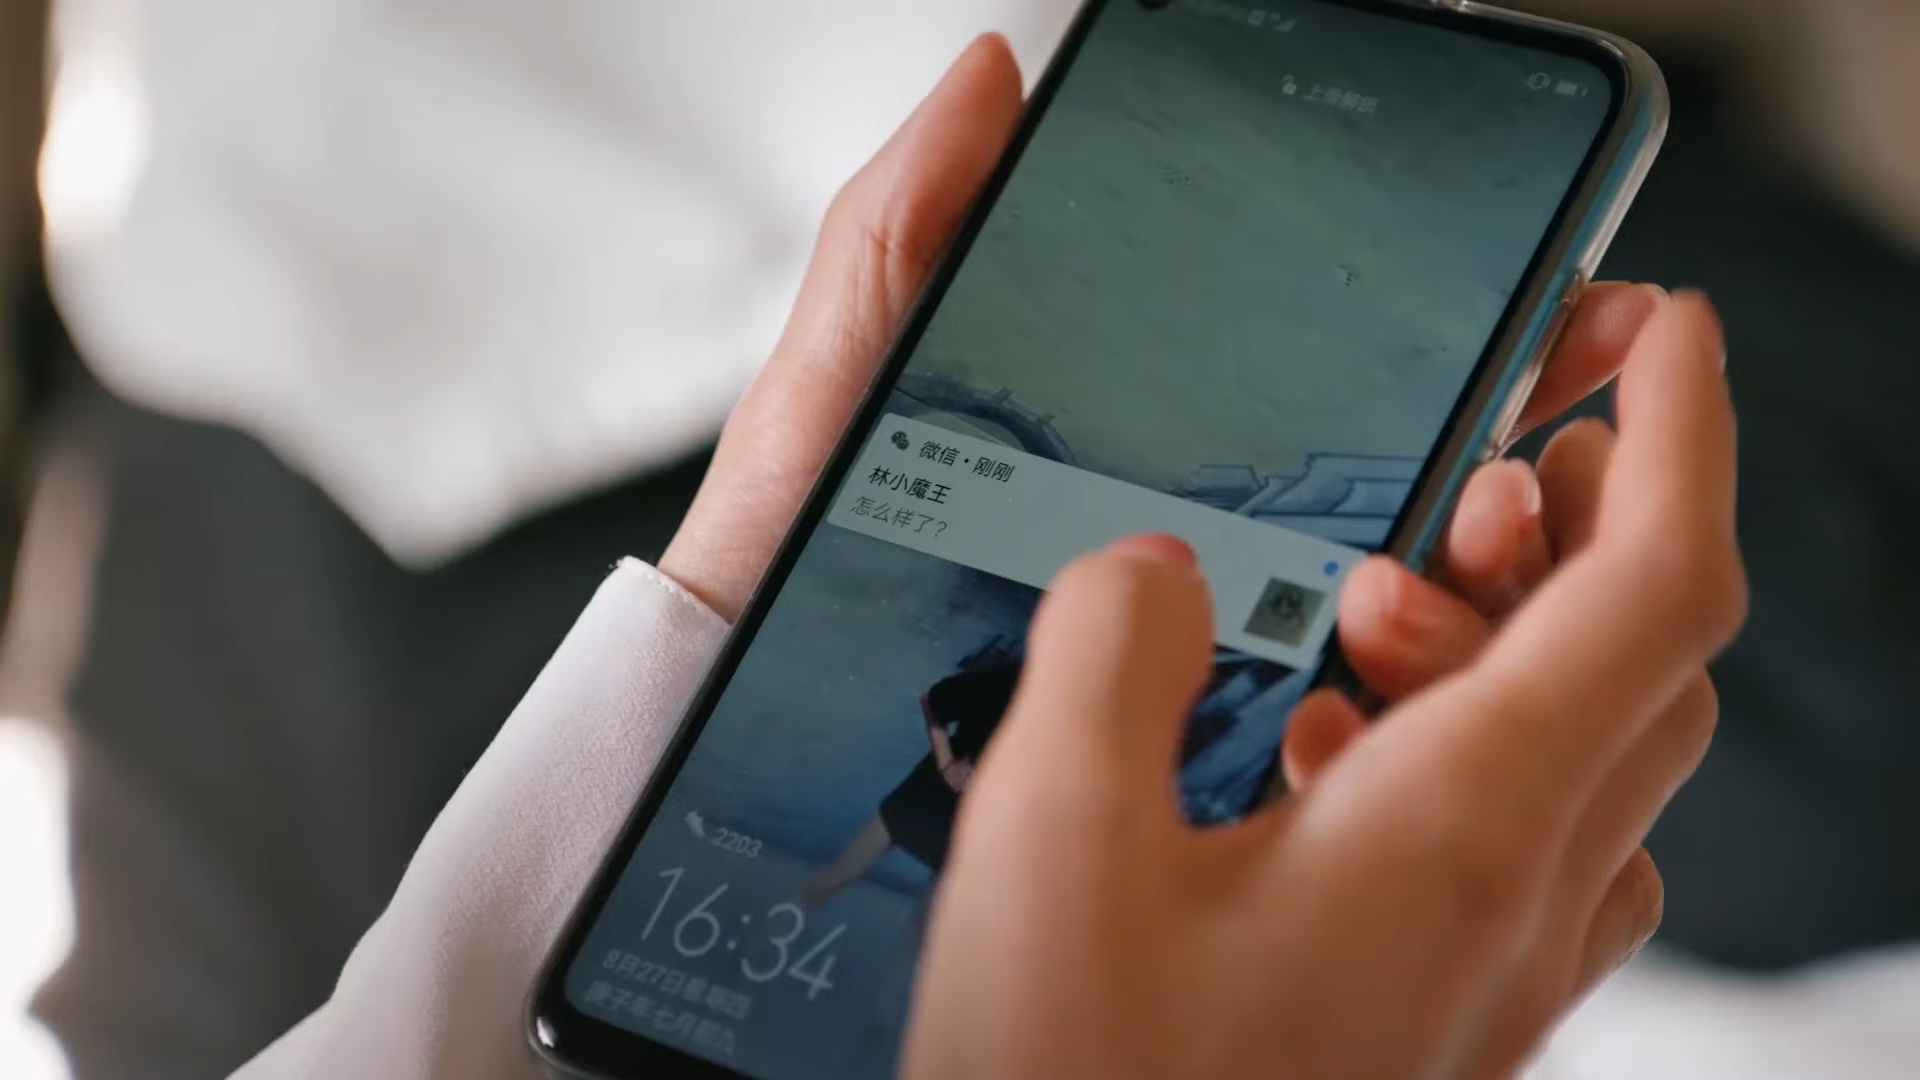 上滑解锁
微信・刚刚
林小魔王
怎么样了?
2203
16:34
8月27日星期四
庚子年七月初九